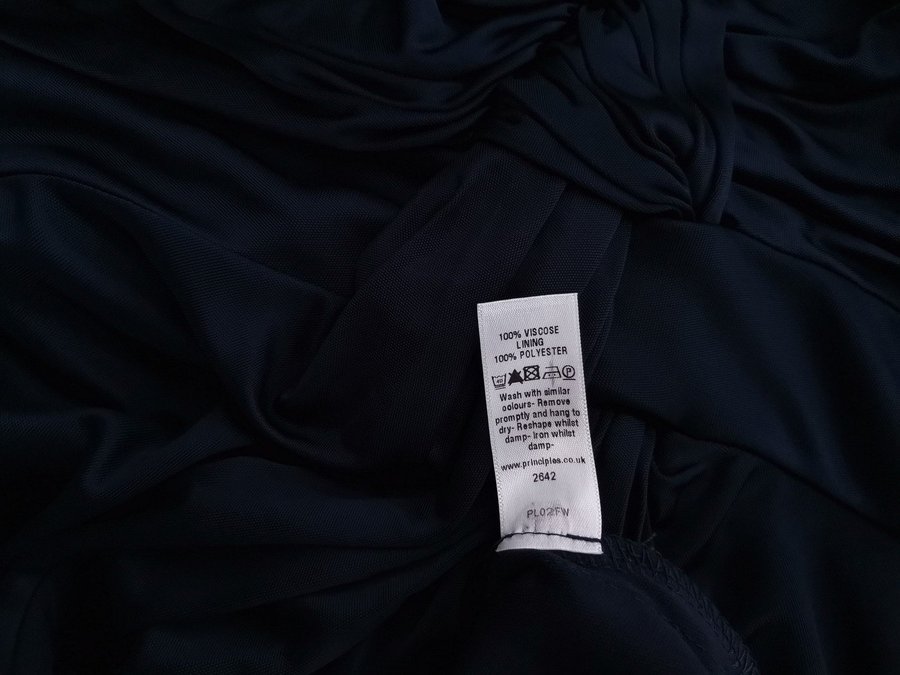 100% VISCOSE
LINING
100% POLYESTER
40 P
Wash with similar
colours- Remove
promptly and hang to
dry- Reshape whilst
damp- Iron whilst
damp-
www.principles.co.uk
2642
PL02FW